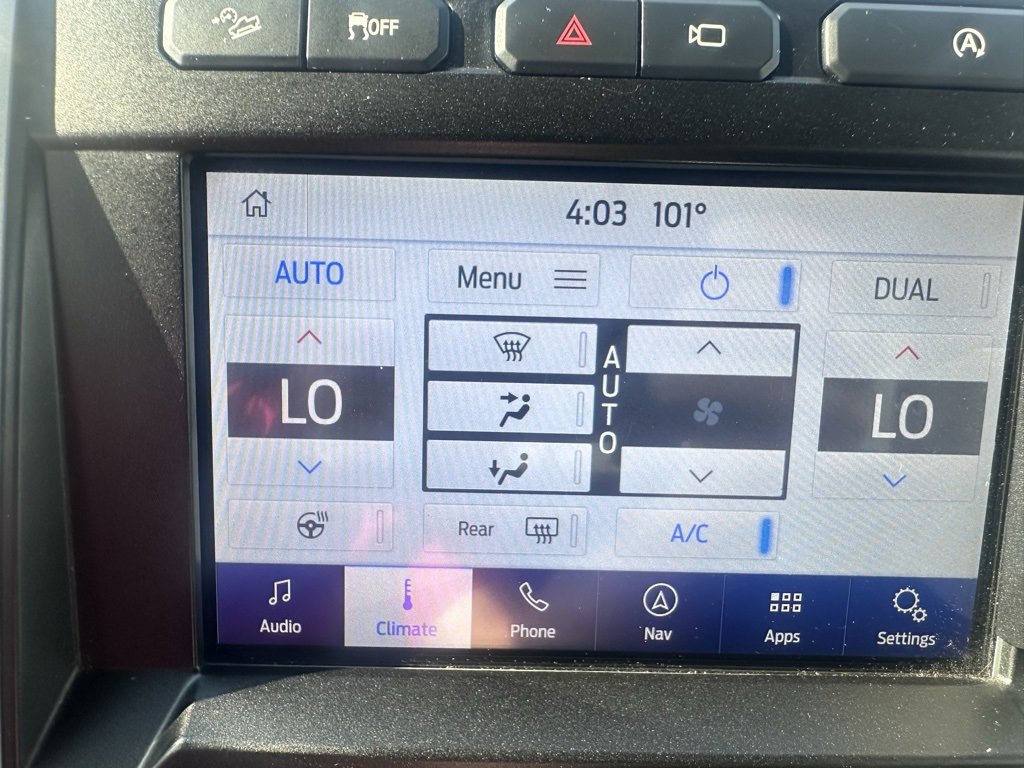 OFF
A
4:03 101°
AUTO
Menu
DUAL
LO
AUTO
LO
Rear
A/C
Audio
Climate
Phone
Nav
Apps
Settings